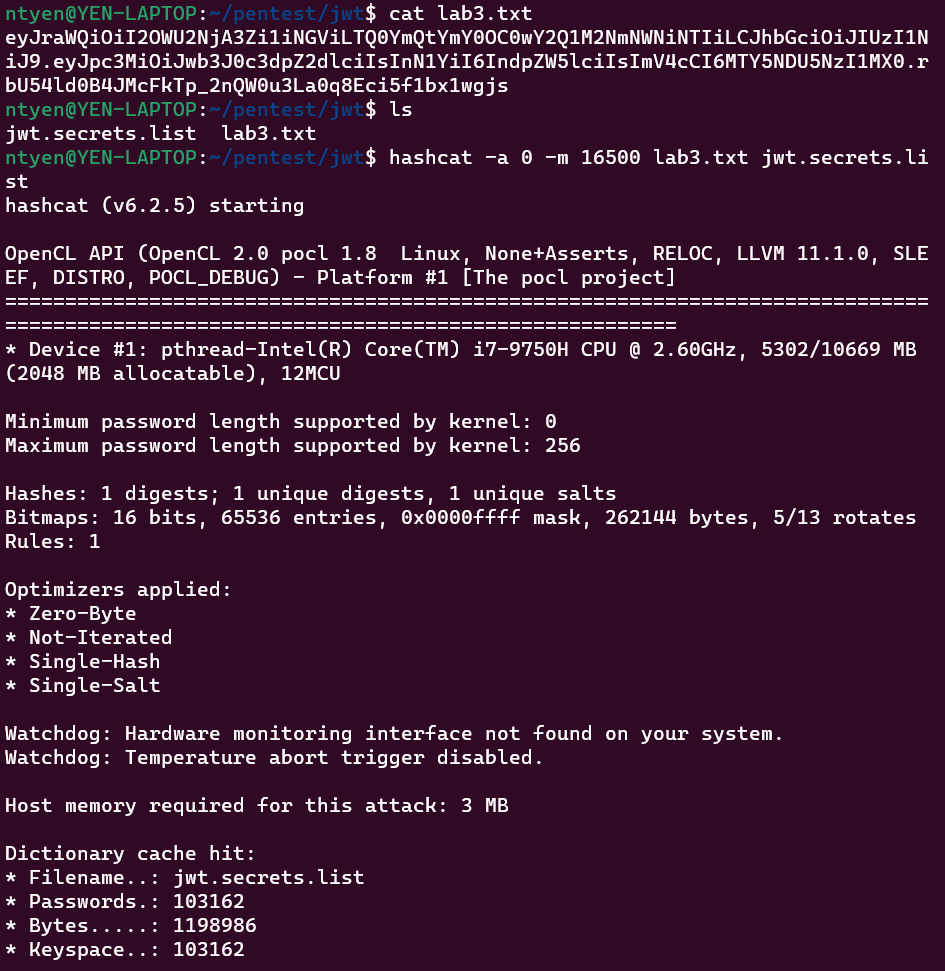 ntyen@YEN-LAPTOP:~/pentest/jwt$ cat lab3.txt
eyJraWQiOiI2OWU2NjA3Zi1iNGViLTQ0YmQtYmY0OC0wY2Q1M2NmNWNiNTIiLCJhbGciOiJIUzI1N
iJ9.eyJpc3MiOiJwb3J0c3dpZ2dlciIsInN1YiI6IndpZW5lciIsImV4cCI6MTY5NDU5NzI1MX0.r
bU54ld0B4JMcFkTp_2nQW0u3La0q8Eci5f1bx1wgjs
ntyen@YEN-LAPTOP:~/pentest/jwt$ ls
jwt.secrets.list  lab3.txt
ntyen@YEN-LAPTOP:~/pentest/jwt$ hashcat -a 0 -m 16500 lab3.txt jwt.secrets.li
st
hashcat (v6.2.5) starting
OpenCL API (OpenCL 2.0 pocl 1.8  Linux, None+Asserts, RELOC, LLVM 11.1.0, SLE
EF, DISTRO, POCL_DEBUG) - Platform #1 [The pocl project]
=============================================================================
========================================================
* Device #1: pthread-Intel(R) Core(TM) i7-9750H CPU @ 2.60GHz, 5302/10669 MB
(2048 MB allocatable), 12MCU
Minimum password length supported by kernel: 0
Maximum password length supported by kernel: 256
Hashes: 1 digests; 1 unique digests, 1 unique salts
Bitmaps: 16 bits, 65536 entries, 0x0000ffff mask, 262144 bytes, 5/13 rotates
Rules: 1
Optimizers applied:
* Zero-Byte
* Not-Iterated
* Single-Hash
* Single-Salt
Watchdog: Hardware monitoring interface not found on your system.
Watchdog: Temperature abort trigger disabled.
Host memory required for this attack: 3 MB
Dictionary cache hit:
* Filename..: jwt.secrets.list
* Passwords.: 103162
* Bytes.....: 1198986
* Keyspace..: 103162